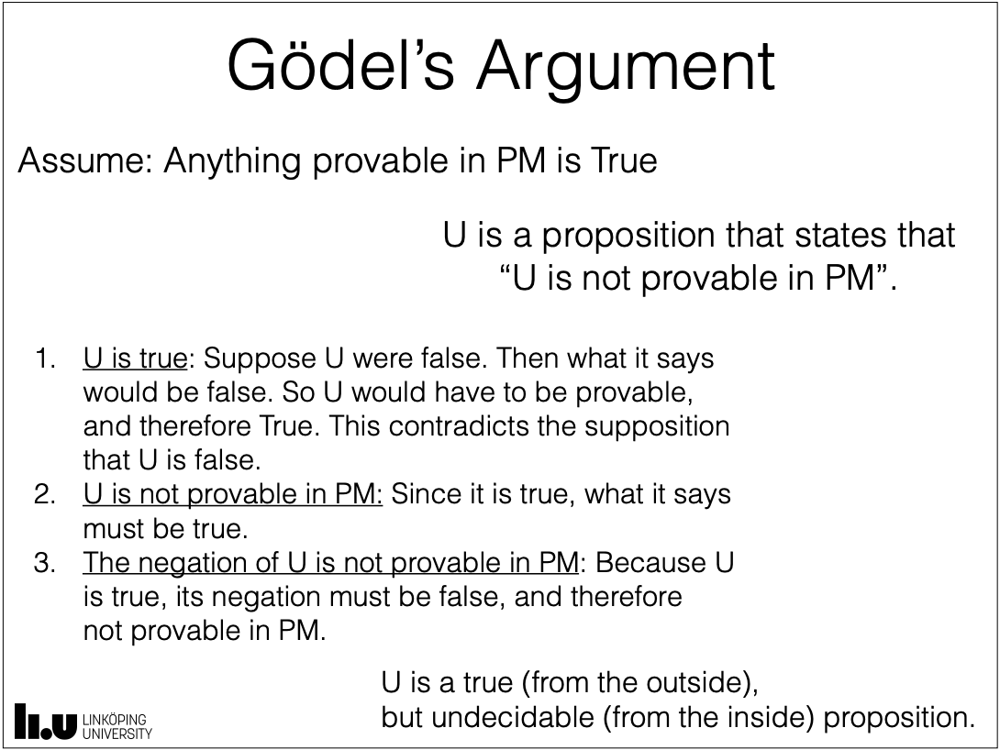 Gödel’s Argument
Assume: Anything provable in PM is True
U is a proposition that states that
“U is not provable in PM”.
1. U is true: Suppose U were false. Then what it says
would be false. So U would have to be provable,
and therefore True. This contradicts the supposition
that U is false.
2. U is not provable in PM: Since it is true, what it says
must be true.
3. The negation of U is not provable in PM: Because U
is true, its negation must be false, and therefore
not provable in PM.
U is a true (from the outside),
but undecidable (from the inside) proposition.
li.u LINKÖPING
UNIVERSITY